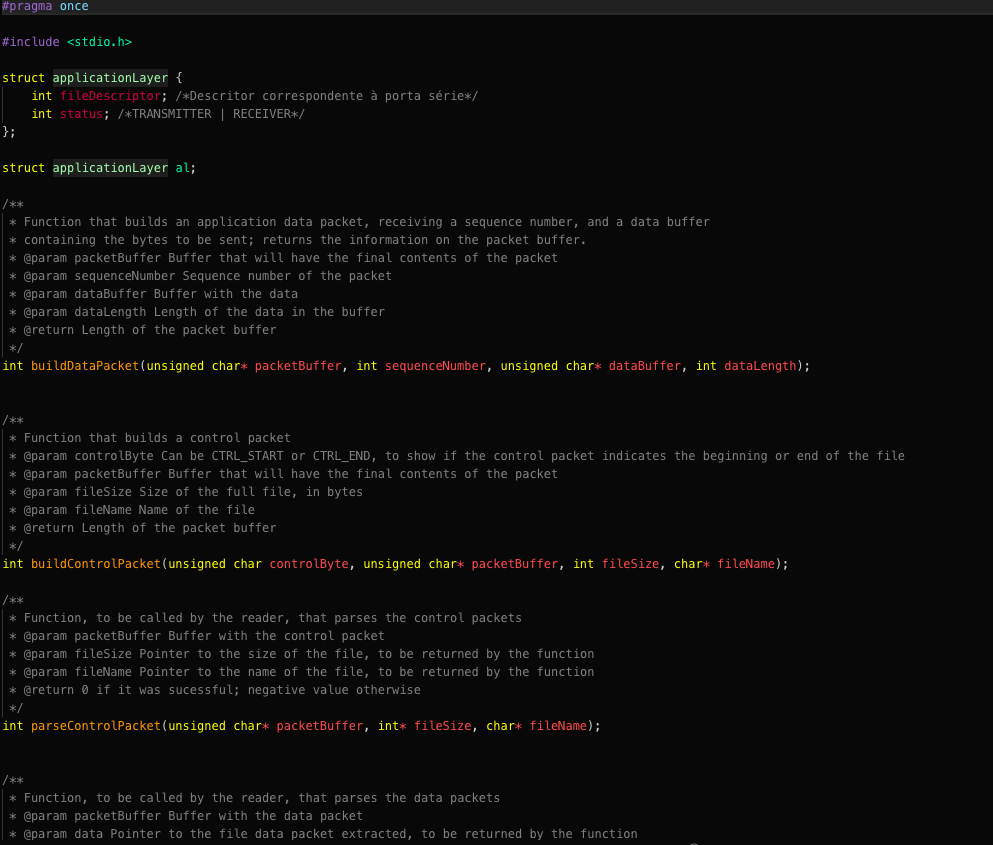 #pragma once
#include <stdio.h>
struct applicationLayer {
    int fileDescriptor; /*Descritor correspondente à porta série*/
    int status; /*TRANSMITTER | RECEIVER*/
};
struct applicationLayer al;
/**
 * Function that builds an application data packet, receiving a sequence number, and a data buffer
 * containing the bytes to be sent; returns the information on the packet buffer.
 * @param packetBuffer Buffer that will have the final contents of the packet
 * @param sequenceNumber Sequence number of the packet
 * @param dataBuffer Buffer with the data
 * @param dataLength Length of the data in the buffer
 * @return Length of the packet buffer
 */
int buildDataPacket(unsigned char* packetBuffer, int sequenceNumber, unsigned char* dataBuffer, int dataLength);
/**
 * Function that builds a control packet
 * @param controlByte Can be CTRL_START or CTRL_END, to show if the control packet indicates the beginning or end of the file
 * @param packetBuffer Buffer that will have the final contents of the packet
 * @param fileSize Size of the full file, in bytes
 * @param fileName Name of the file
 * @return Length of the packet buffer
 */
int buildControlPacket(unsigned char controlByte, unsigned char* packetBuffer, int fileSize, char* fileName);
/**
 * Function, to be called by the reader, that parses the control packets
 * @param packetBuffer Buffer with the control packet
 * @param fileSize Pointer to the size of the file, to be returned by the function
 * @param fileName Pointer to the name of the file, to be returned by the function
 * @return 0 if it was sucessful; negative value otherwise
 */
int parseControlPacket(unsigned char* packetBuffer, int* fileSize, char* fileName);
/**
 * Function, to be called by the reader, that parses the data packets
 * @param packetBuffer Buffer with the data packet
 * @param data Pointer to the file data packet extracted, to be returned by the function